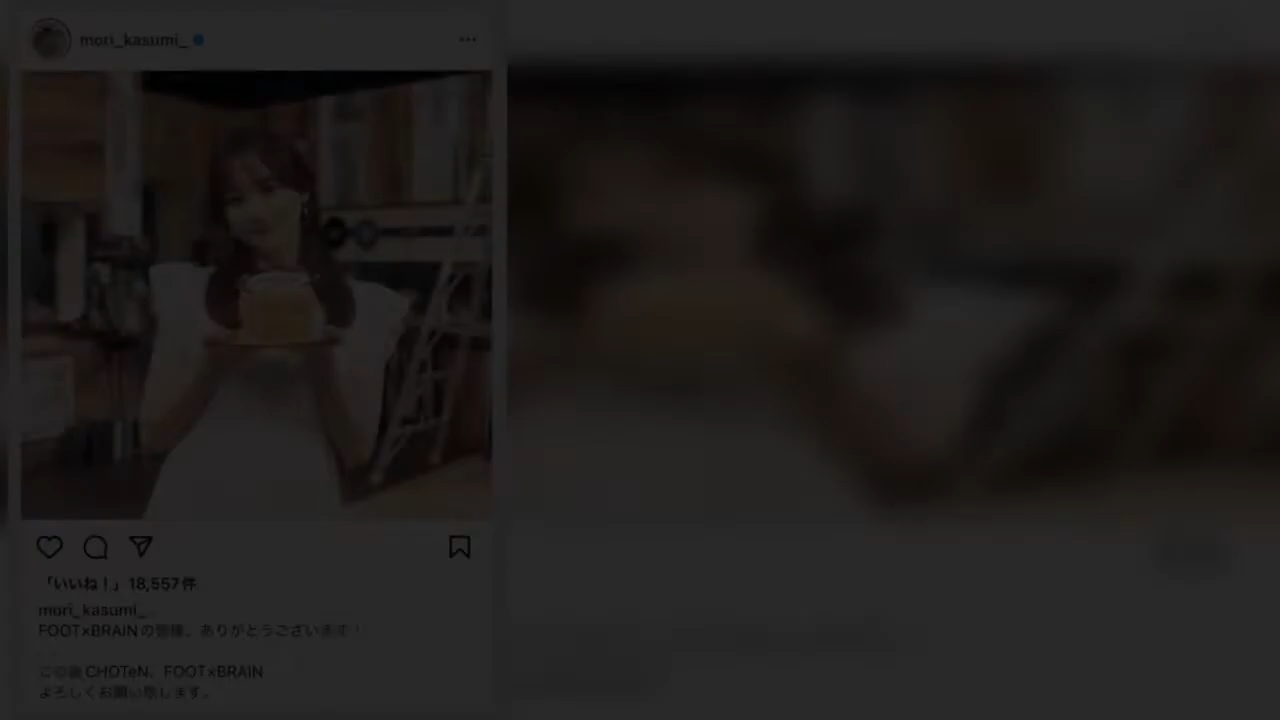 mori_kasumi_
「いいね！」18,557件
mori_kasumi_
FOOT×BRAINの皆様、ありがとうございます！
この後CHOTeN、FOOT×BRAIN
よろしくお願い致します。